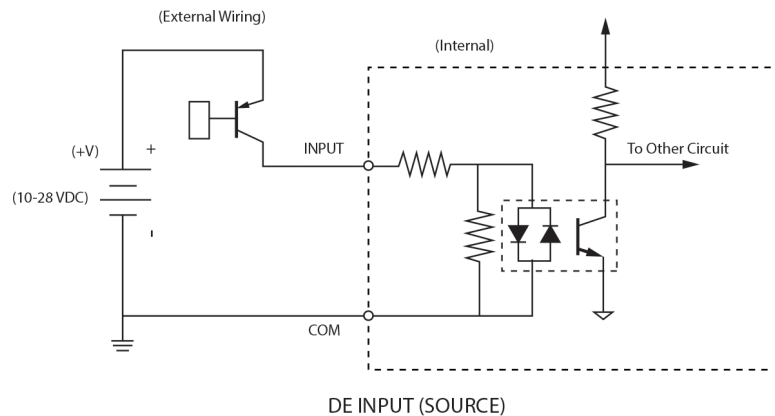 (External Wiring)
(Internal)
INPUT
To Other Circuit
(+V)
+
(10-28 VDC)
-
COM
DE INPUT (SOURCE)